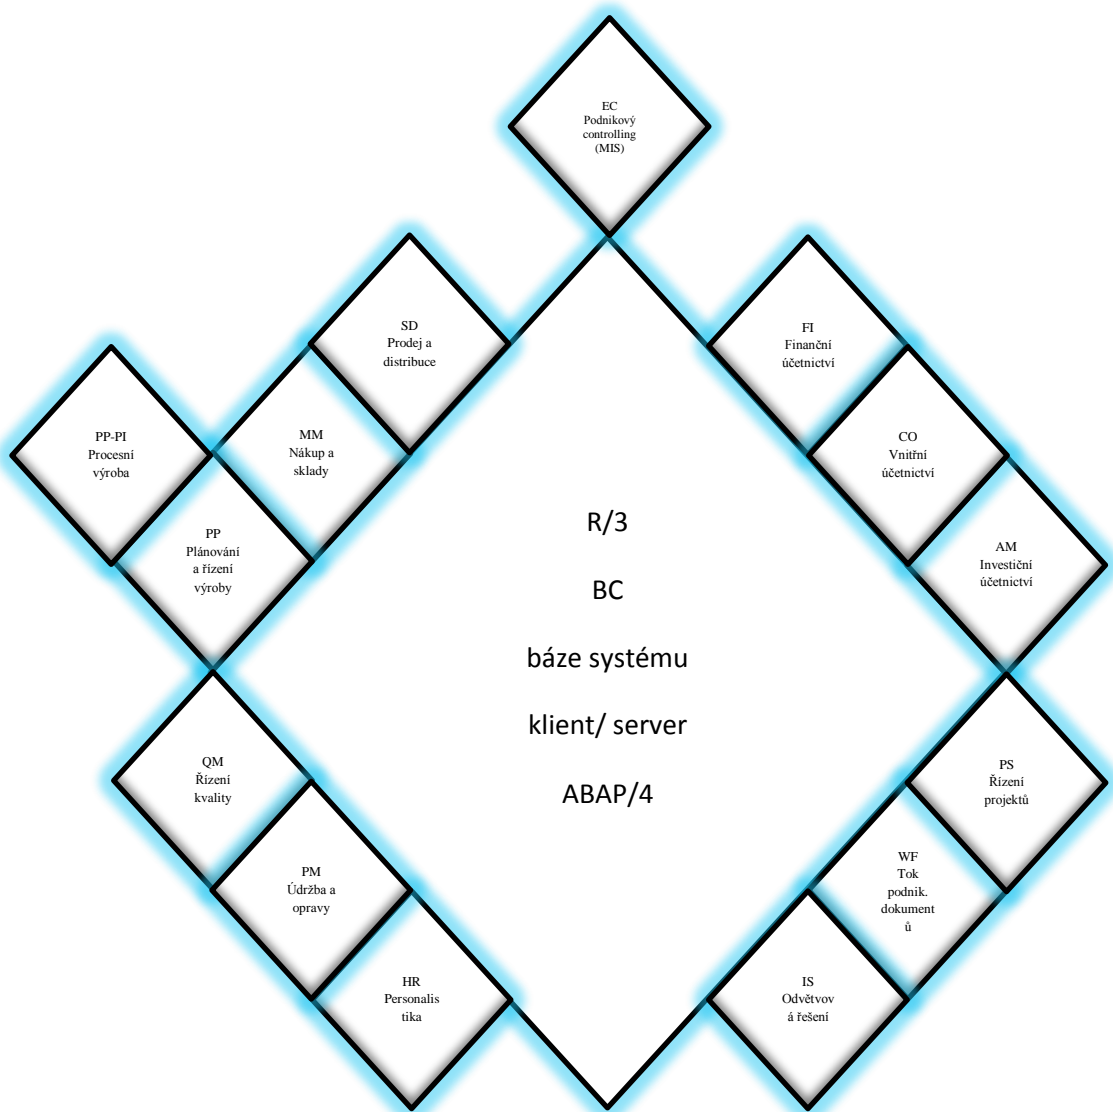 EC
Podnikový
controlling
(MIS)
SD
Prodej a
distribuce
FI
Finanční
účetnictví
PP-PI
Procesní
výroba
MM
Nákup a
sklady
CO
Vnitřní
účetnictví
PP
Plánování
a řízení
výroby
AM
Investiční
účetnictví
R/3
BC
báze systému
klient/ server
ABAP/4
QM
Řízení
kvality
PS
Řízení
projektů
PM
Údržba a
opravy
WF
Tok
podnik.
dokument
ů
HR
Personalis
tika
IS
Odvětvov
á řešení